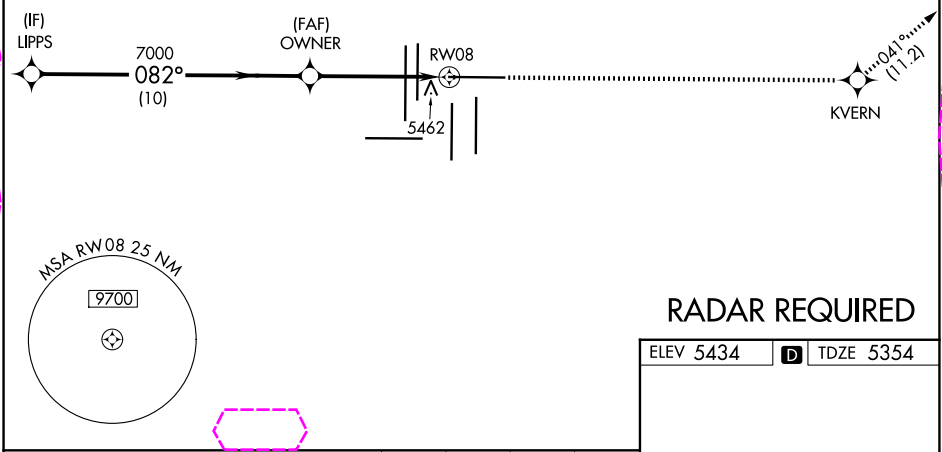 (IF)
LIPPS
7000
082°
(10)
(FAF)
OWNER
RW08
5462
KVERN
041°
(11.2)
MSA RW08 25 NM
9700
RADAR REQUIRED
ELEV 5434 D TDZE 5354